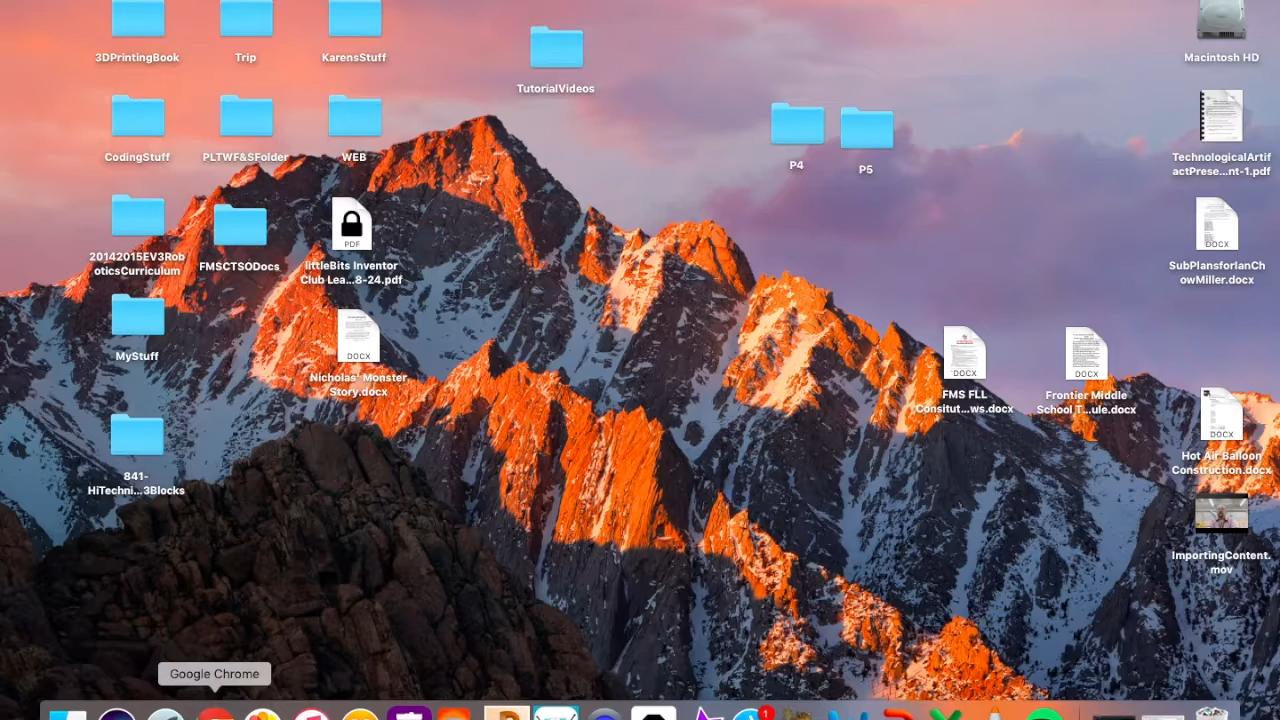 3DPrintingBook
Trip
KarensStuff
TutorialVideos
Macintosh HD
CodingStuff
PLTWF&SFolder
WEB
P4
P5
TechnologicalArtif
actPrese...nt-1.pdf
20142015EV3Rob
oticsCurriculum
FMSCTSODocs
PDF
littleBits Inventor
Club Lea...8-24.pdf
DOCX
SubPlansforIanCh
owMiller.docx
MyStuff
DOCX
Nicholas' Monster
Story.docx
DOCX
FMS FLL
Consitut...ws.docx
DOCX
Frontier Middle
School T...ule.docx
DOCX
Hot Air Balloon
Construction.docx
841-
HiTechni...3Blocks
ImportingContent.
mov
Google Chrome
1